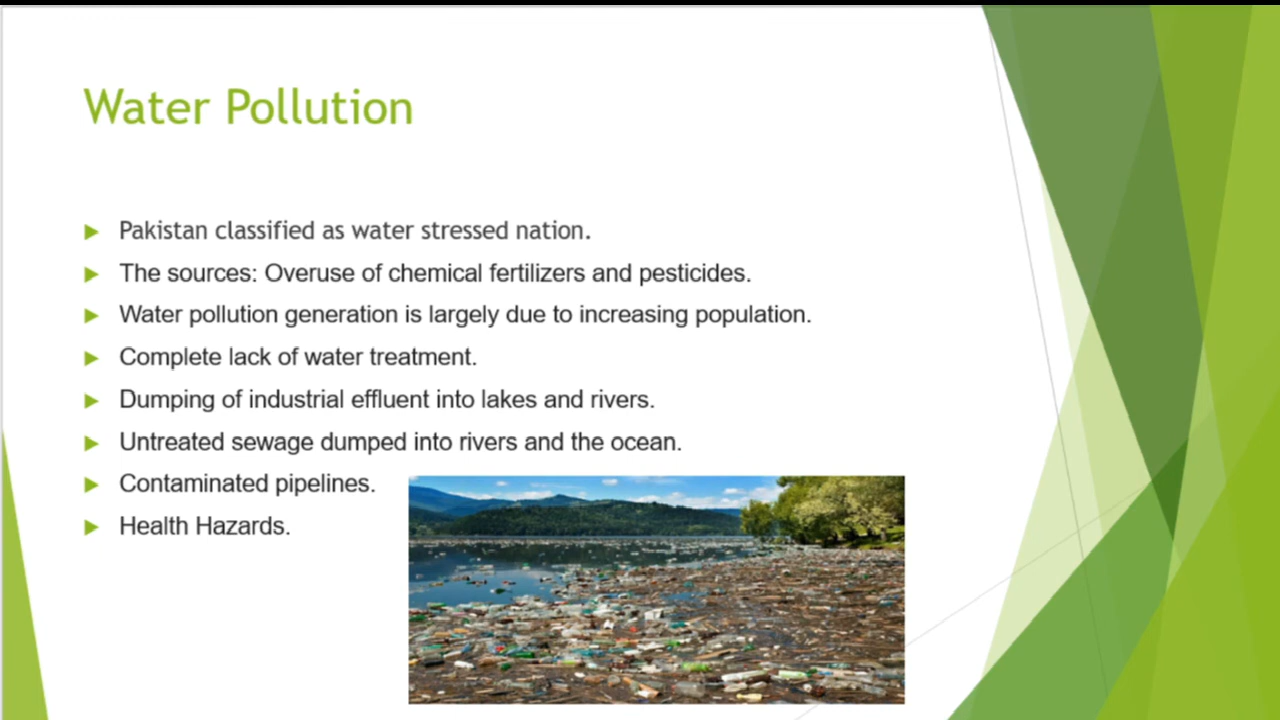 Water Pollution
Pakistan classified as water stressed nation.
The sources: Overuse of chemical fertilizers and pesticides.
Water pollution generation is largely due to increasing population.
Complete lack of water treatment.
Dumping of industrial effluent into lakes and rivers.
Untreated sewage dumped into rivers and the ocean.
Contaminated pipelines.
Health Hazards.